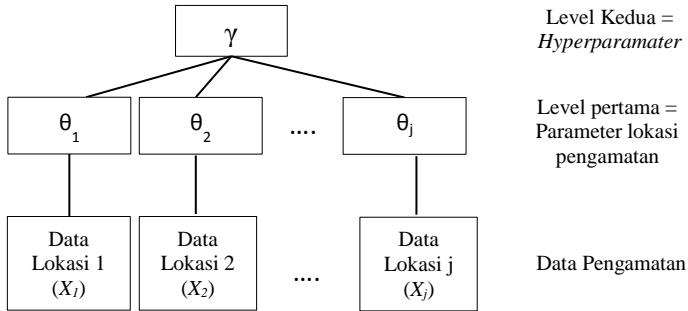 γ
Level Kedua =
Hyperparamater
θ1
θ2
....
θj
Level pertama =
Parameter lokasi
pengamatan
Data
Lokasi 1
(X1)
Data
Lokasi 2
(X2)
....
Data
Lokasi j
(Xj)
Data Pengamatan